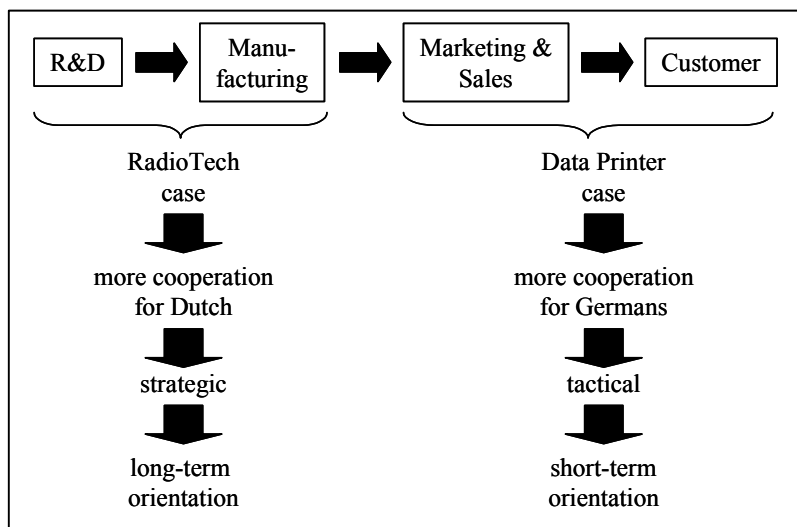 R&D
Manu-
facturing
Marketing &
Sales
Customer
RadioTech
case
Data Printer
case
more cooperation
for Dutch
more cooperation
for Germans
strategic
tactical
long-term
orientation
short-term
orientation